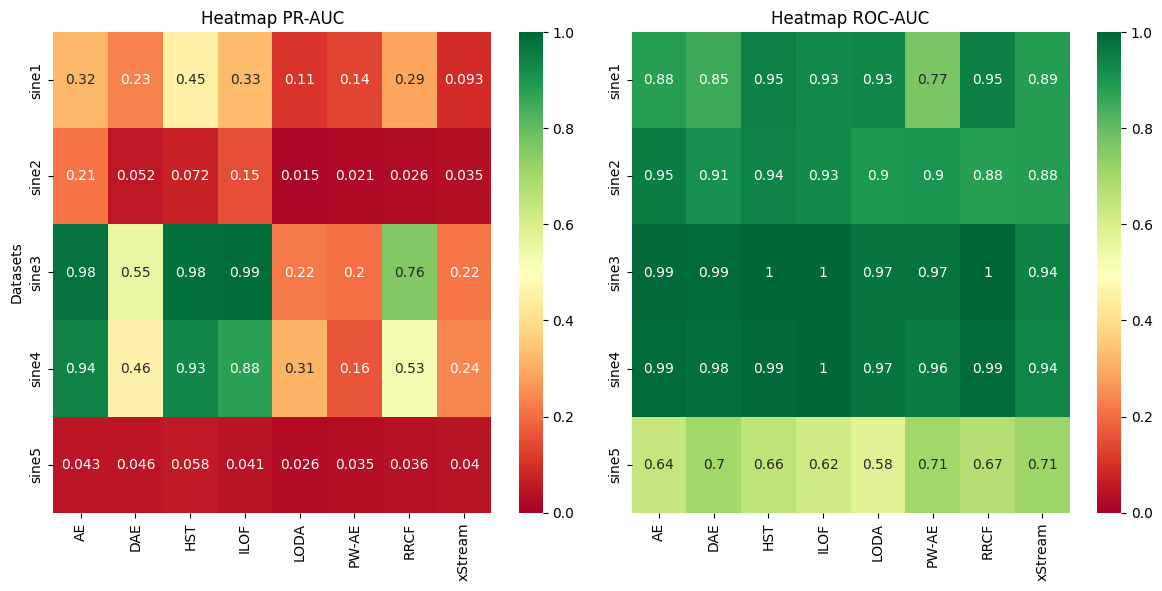 Heatmap PR-AUC
sine1 0.32 0.23 0.45 0.33 0.11 0.14 0.29 0.093
sine2 0.21 0.052 0.072 0.15 0.015 0.021 0.026 0.035
sine3 0.98 0.55 0.98 0.99 0.22 0.2 0.76 0.22
sine4 0.94 0.46 0.93 0.88 0.31 0.16 0.53 0.24
sine5 0.043 0.046 0.058 0.041 0.026 0.035 0.036 0.04
Datasets
AE DAE HST ILOF LODA PW-AE RRCF xStream
1.0
0.8
0.6
0.4
0.2
0.0
Heatmap ROC-AUC
sine1 0.88 0.85 0.95 0.93 0.93 0.77 0.95 0.89
sine2 0.95 0.91 0.94 0.93 0.9 0.9 0.88 0.88
sine3 0.99 0.99 1 1 0.97 0.97 1 0.94
sine4 0.99 0.98 0.99 1 0.97 0.96 0.99 0.94
sine5 0.64 0.7 0.66 0.62 0.58 0.71 0.67 0.71
AE DAE HST ILOF LODA PW-AE RRCF xStream
1.0
0.8
0.6
0.4
0.2
0.0